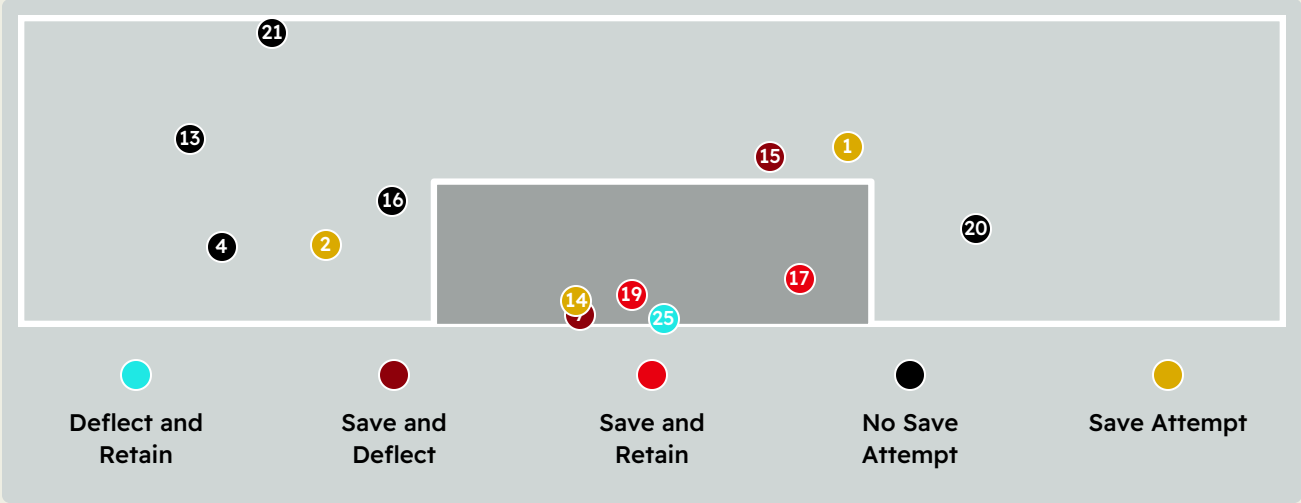 21
13
15
1
16
20
4
2
17
19
14
25
Deflect and
Retain
Save and
Deflect
Save and
Retain
No Save
Attempt
Save Attempt